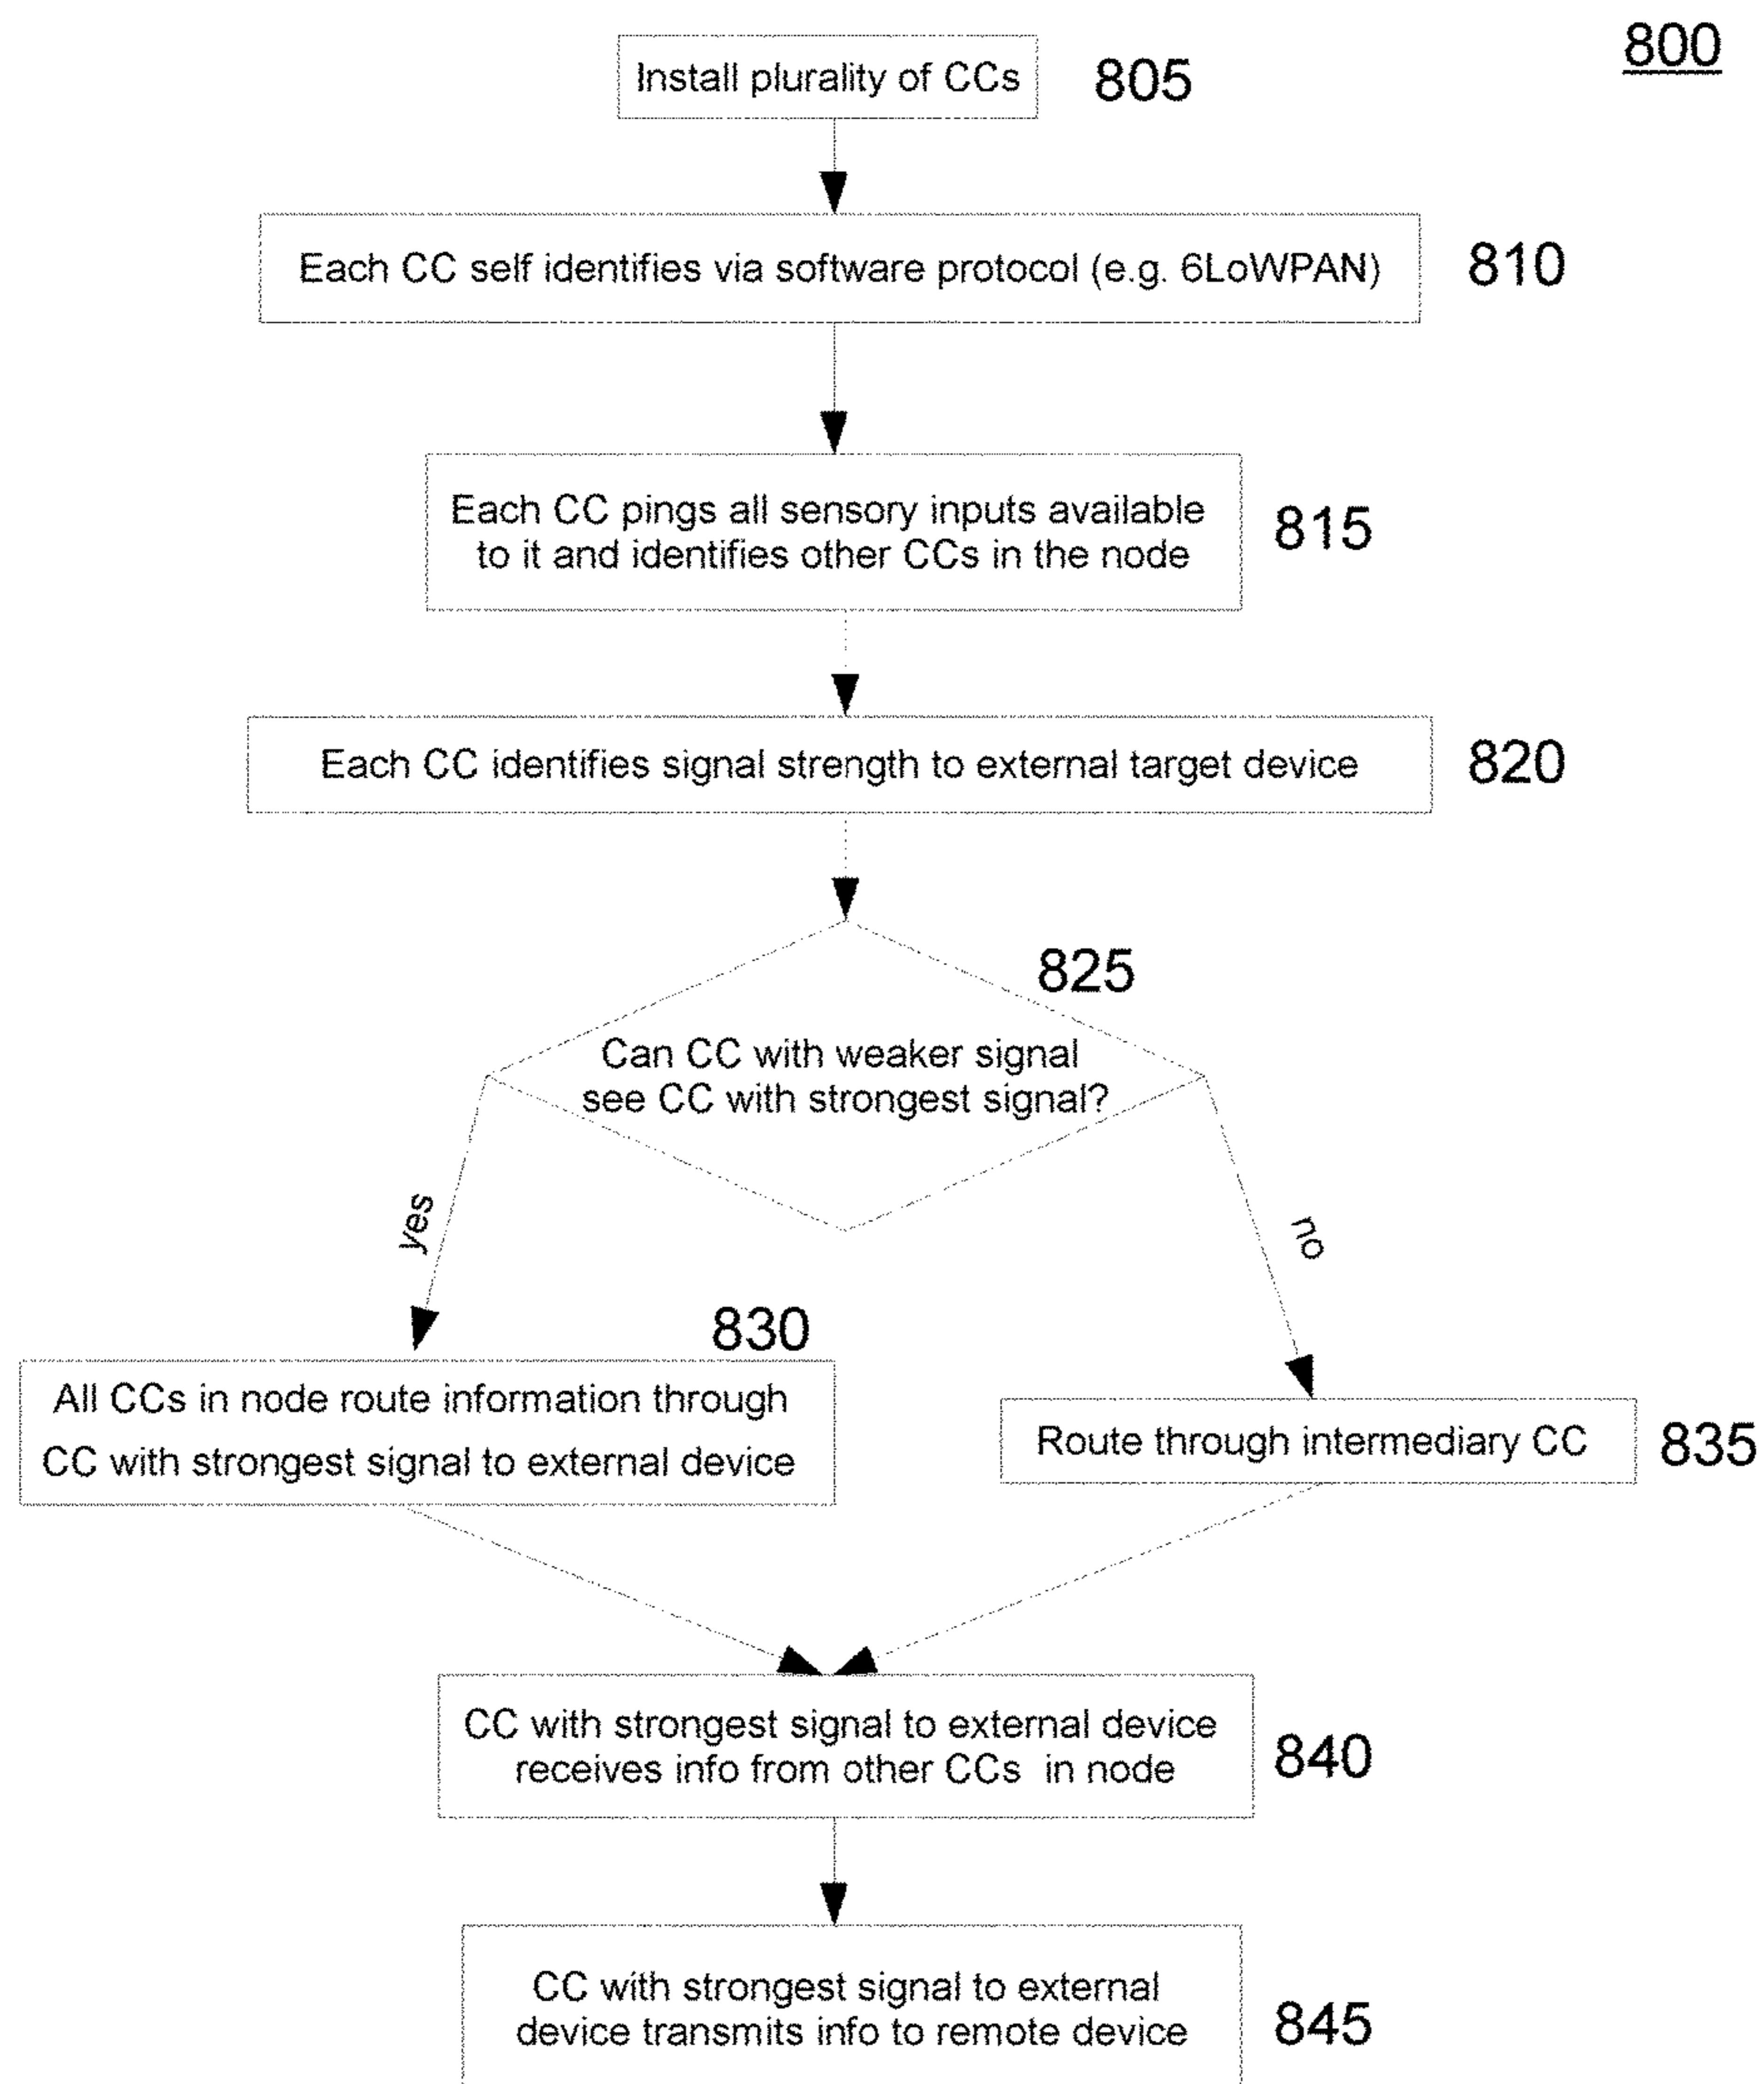 800
Install plurality of CCs
805
Each CC self identifies via software protocol (e.g. 6LoWPAN)
810
Each CC pings all sensory inputs available
to it and identifies other CCs in the node
815
Each CC identifies signal strength to external target device
820
825
Can CC with weaker signal
see CC with strongest signal?
yes
no
830
All CCs in node route information through
CC with strongest signal to external device
Route through intermediary CC
835
CC with strongest signal to external device
receives info from other CCs in node
840
CC with strongest signal to external
device transmits info to remote device
845